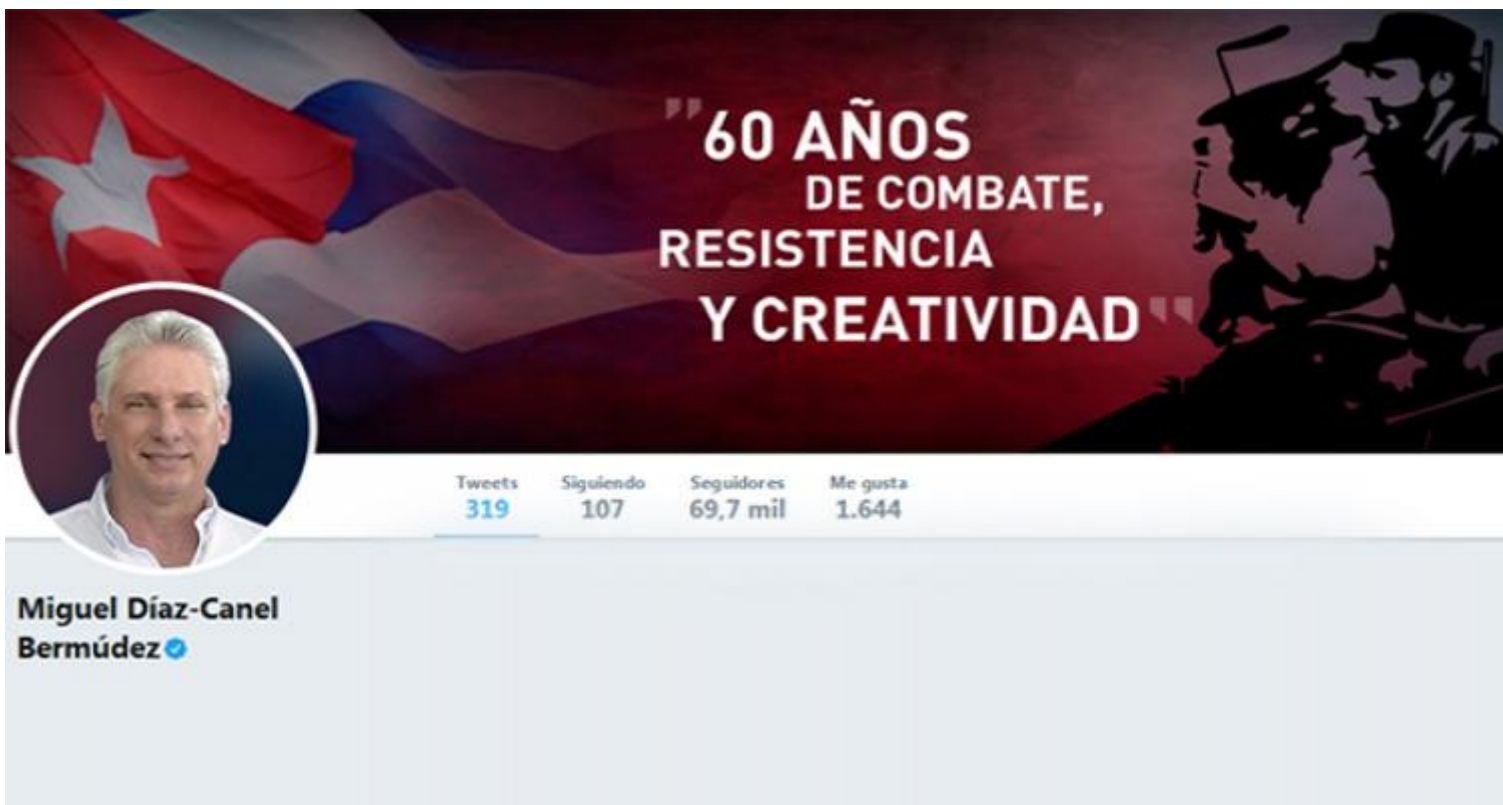 "60 AÑOS
DE COMBATE,
RESISTENCIA
Y CREATIVIDAD"
Tweets Siguiendo Seguidores Me gusta
319 107 69,7 mil 1.644
Miguel Díaz-Canel
Bermúdez